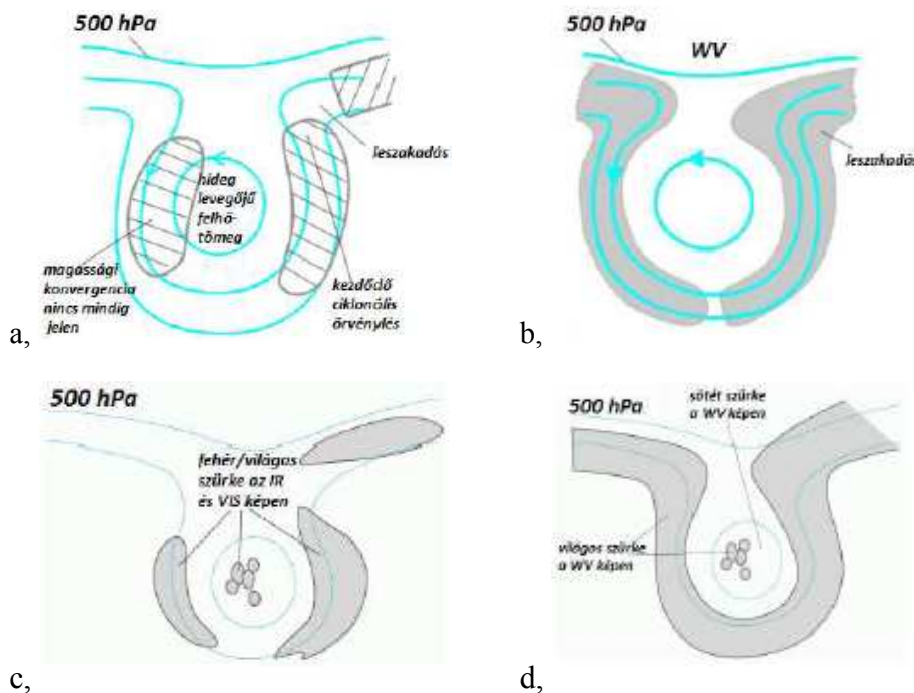 500 hPa
leszakadás
hideg
levegőjű
felhő-
tömeg
magassági
konvergencia
nincs mindig
jelen
kezdődő
ciklonális
örvénylés
a,
500 hPa
WV
leszakadás
b,
500 hPa
fehér/világos
szürke az IR
és VIS képen
c,
sötét szürke
a WV képen
500 hPa
világos szürke
a WV képen
d,